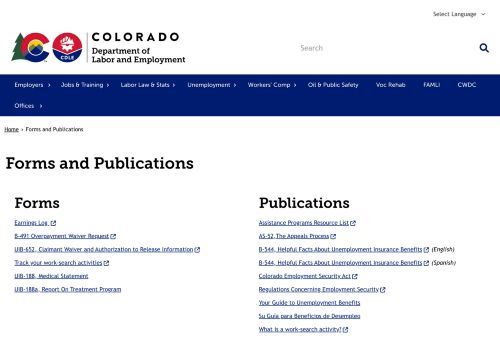 Select Language
COLORADO
Department of
Labor and Employment
CDLE
Search
Employers
Jobs & Training
Labor Law & Stats
Unemployment
Workers' Comp
Oil & Public Safety
Voc Rehab
FAMLI
CWDC
Offices
Home › Forms and Publications
Forms and Publications
Forms
Earnings Log
B-491 Overpayment Waiver Request
UIB-652, Claimant Waiver and Authorization to Release Information
Track your work-search activities
UIB-188, Medical Statement
UIB-188a, Report On Treatment Program
Publications
Assistance Programs Resource List
AS-52,The Appeals Process
B-544, Helpful Facts About Unemployment Insurance Benefits (English)
B-544, Helpful Facts About Unemployment Insurance Benefits (Spanish)
Colorado Employment Security Act
Regulations Concerning Employment Security
Your Guide to Unemployment Benefits
Su Guia para Beneficios de Desempleo
What is a work-search activity?